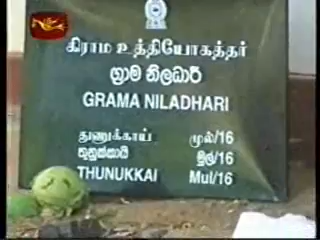 கிராம உத்தியோகத்தர்
ග්‍රාම නිලධාරී
GRAMA NILADHARI
துணுக்காய் முல்/16
තුනුක්කායි මුල්/16
THUNUKKAI Mul/16